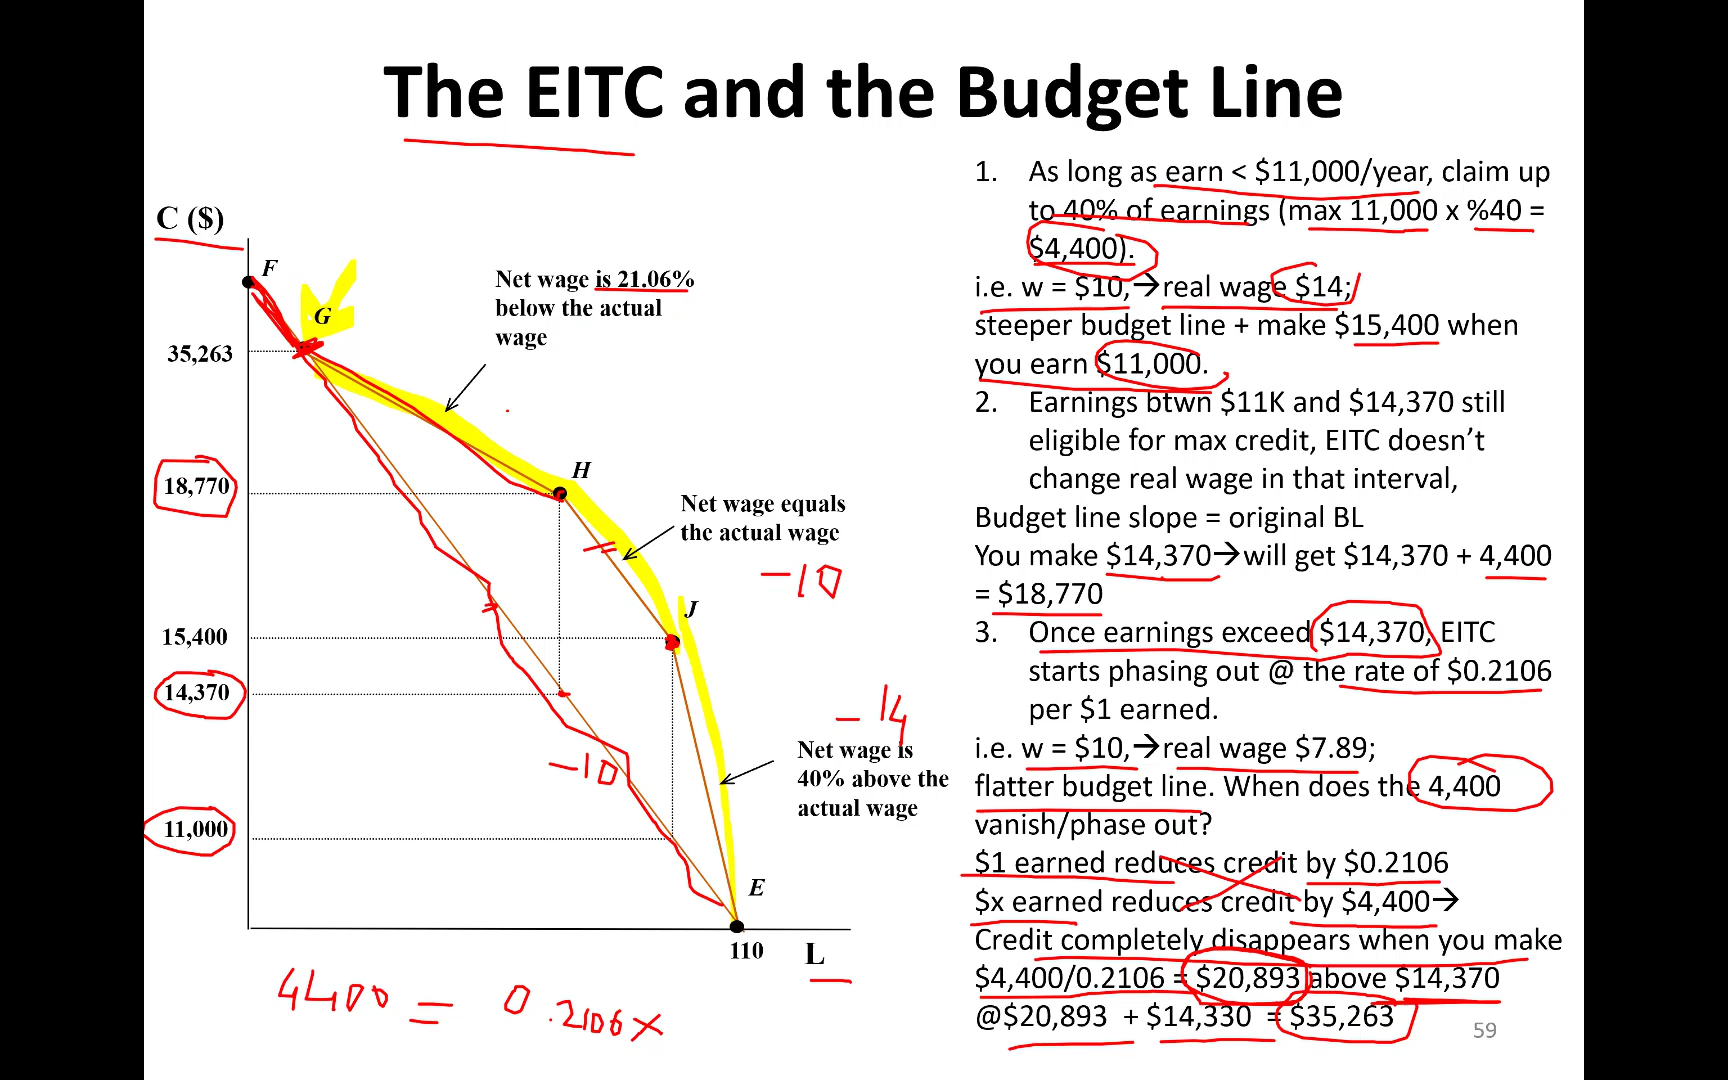 The EITC and the Budget Line
C ($)
F
G
35,263
Net wage is 21.06%
below the actual
wage
H
18,770
Net wage equals
the actual wage
-10
J
15,400
14,370
-14
Net wage is
40% above the
actual wage
-10
11,000
E
110
L
4400 = 0.2106x
1. As long as earn < $11,000/year, claim up
to 40% of earnings (max 11,000 x %40 =
$4,400).
i.e. w = $10,→real wage $14;
steeper budget line + make $15,400 when
you earn $11,000.
2. Earnings btwn $11K and $14,370 still
eligible for max credit, EITC doesn’t
change real wage in that interval,
Budget line slope = original BL
You make $14,370→will get $14,370 + 4,400
= $18,770
3. Once earnings exceed $14,370, EITC
starts phasing out @ the rate of $0.2106
per $1 earned.
i.e. w = $10,→real wage $7.89;
flatter budget line. When does the 4,400
vanish/phase out?
$1 earned reduces credit by $0.2106
$x earned reduces credit by $4,400→
Credit completely disappears when you make
$4,400/0.2106 = $20,893 above $14,370
@$20,893 + $14,330 = $35,263
59